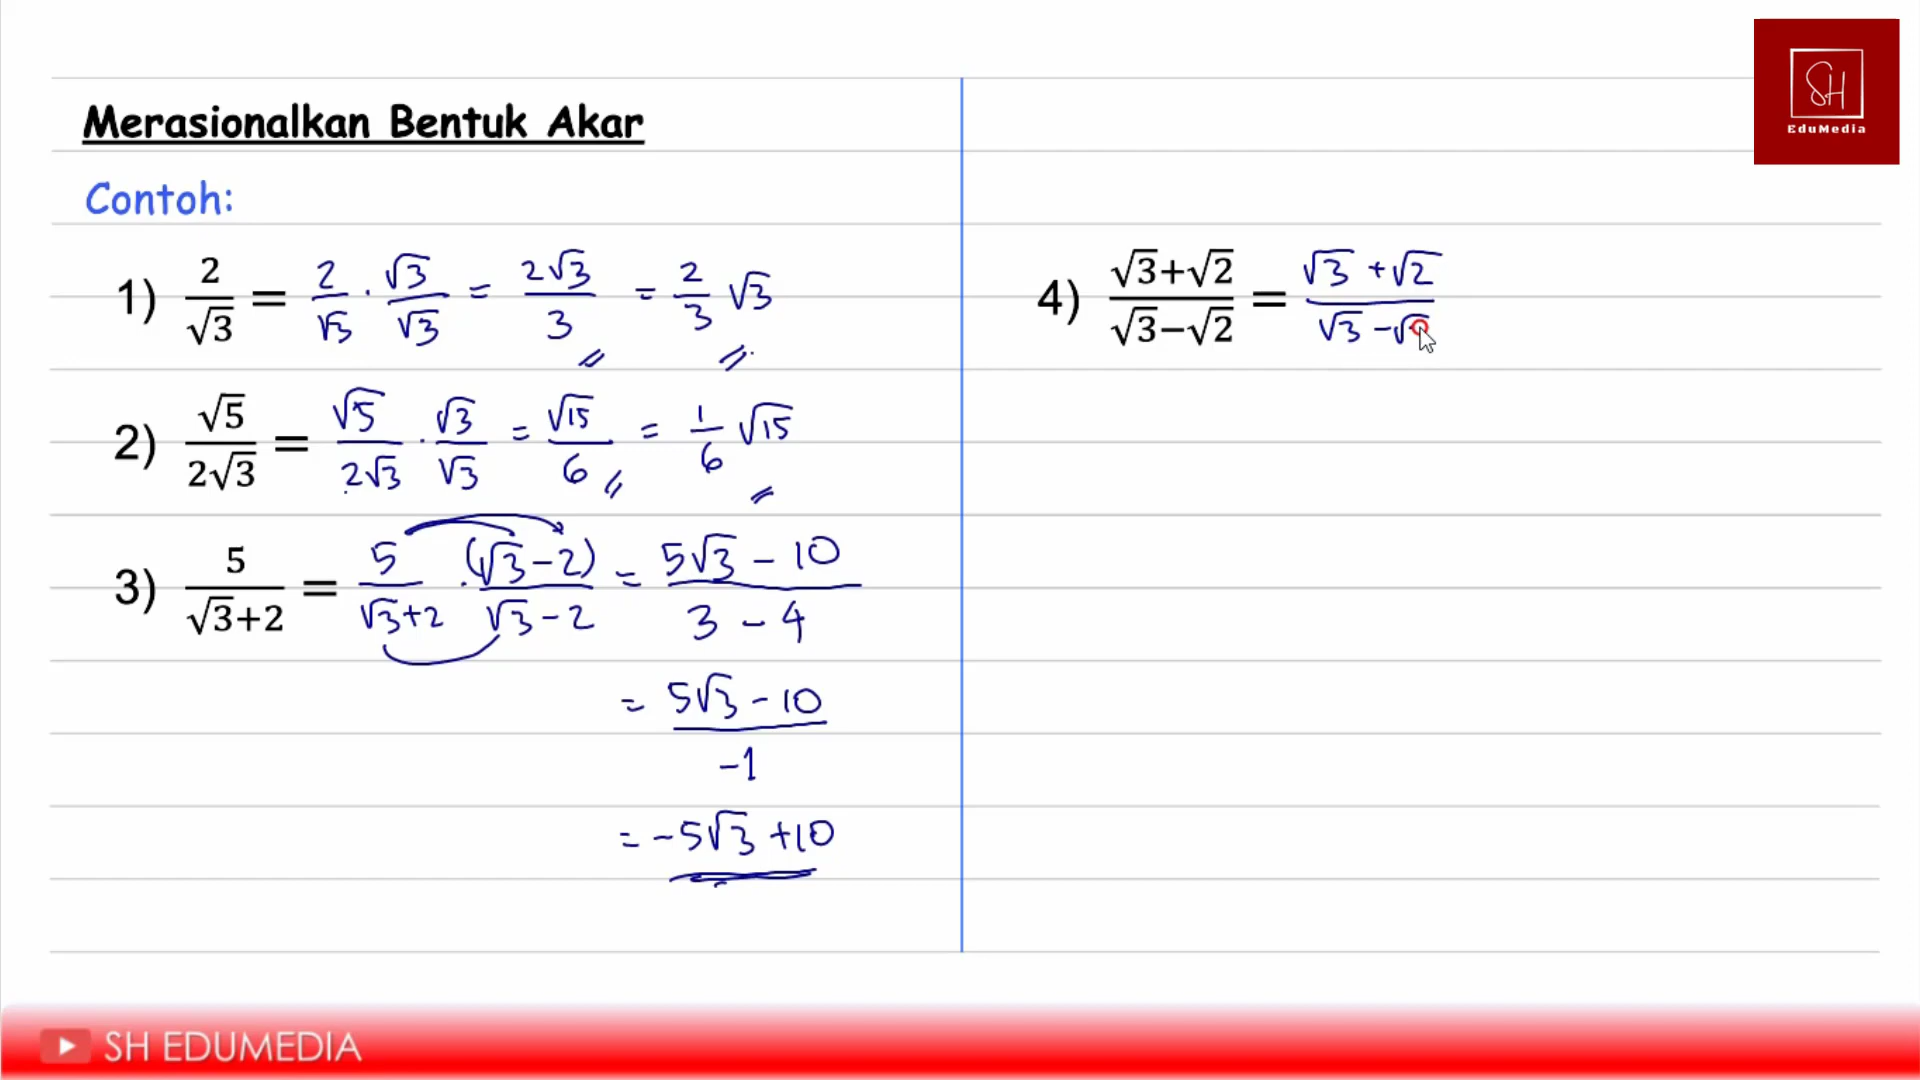 SH
EduMedia
Merasionalkan Bentuk Akar
Contoh:
1) 2/√3 = 2/√3 · √3/√3 = 2√3/3 = 2/3 √3
2) √5/2√3 = √5/2√3 · √3/√3 = √15/6 = 1/6 √15
3) 5/√3+2 = 5/√3+2 · (√3-2)/√3-2 = 5√3-10/3-4
= 5√3-10/-1
= -5√3+10
4) √3+√2/√3−√2 = √3+√2/√3-√
SH EDUMEDIA